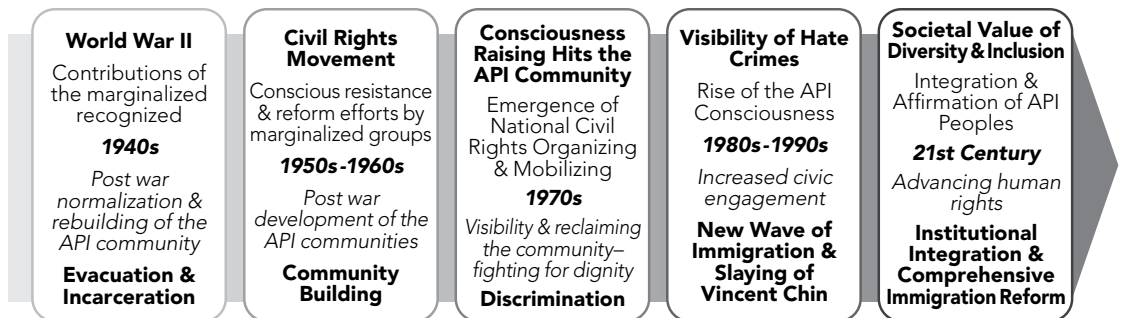 World War II
Contributions of
the marginalized
recognized
1940s
Post war
normalization &
rebuilding of the
API community
Evacuation &
Incarceration
Civil Rights
Movement
Conscious resistance
& reform efforts by
marginalized groups
1950s-1960s
Post war
development of the
API communities
Community
Building
Consciousness
Raising Hits the
API Community
Emergence of
National Civil
Rights Organizing
& Mobilizing
1970s
Visibility & reclaiming
the community–
fighting for dignity
Discrimination
Visibility of Hate
Crimes
Rise of the API
Consciousness
1980s-1990s
Increased civic
engagement
New Wave of
Immigration &
Slaying of
Vincent Chin
Societal Value of
Diversity & Inclusion
Integration &
Affirmation of API
Peoples
21st Century
Advancing human
rights
Institutional
Integration &
Comprehensive
Immigration Reform